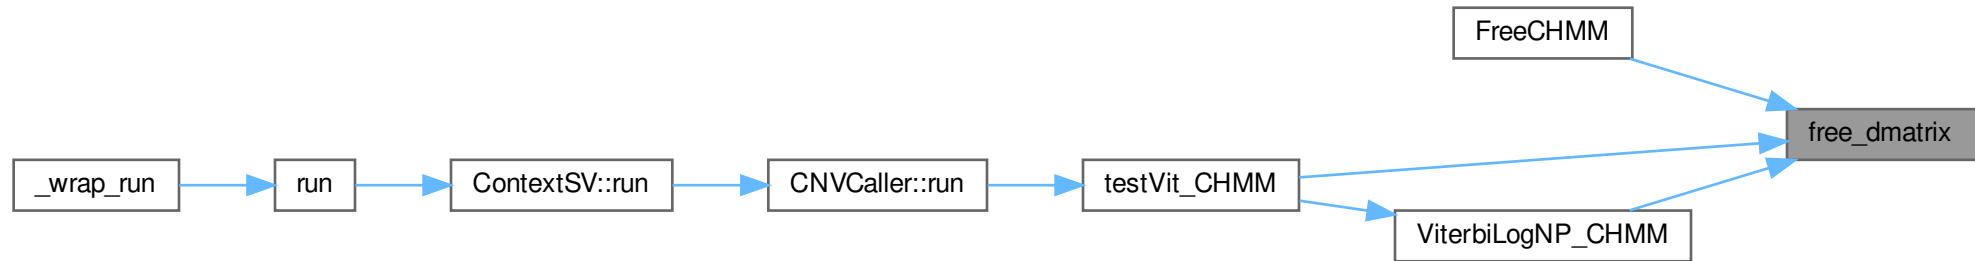 FreeCHMM
free_dmatrix
_wrap_run
run
ContextSV::run
CNVCaller::run
testVit_CHMM
ViterbiLogNP_CHMM